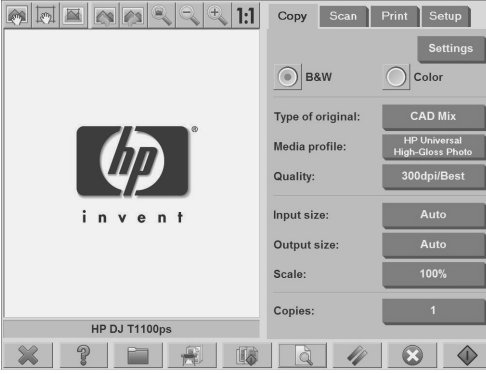 1:1
Copy
Scan
Print
Setup
Settings
B&W
Color
Type of original:
CAD Mix
Media profile:
HP Universal
High-Gloss Photo
Quality:
300dpi/Best
Input size:
Auto
Output size:
Auto
Scale:
100%
Copies:
1
hp
®
invent
HP DJ T1100ps
?